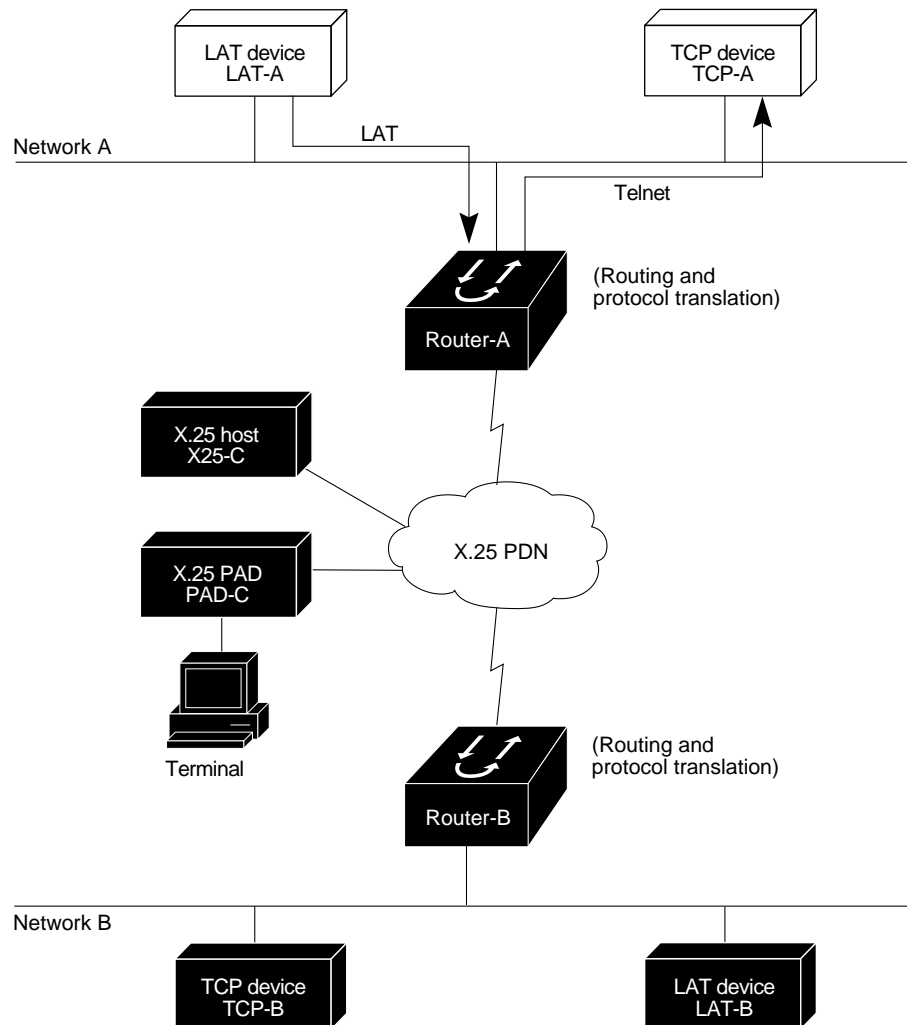 LAT device
LAT-A
TCP device
TCP-A
LAT
Network A
Telnet
(Routing and
protocol translation)
Router-A
X.25 host
X25-C
X.25 PDN
X.25 PAD
PAD-C
Terminal
(Routing and
protocol translation)
Router-B
Network B
TCP device
TCP-B
LAT device
LAT-B